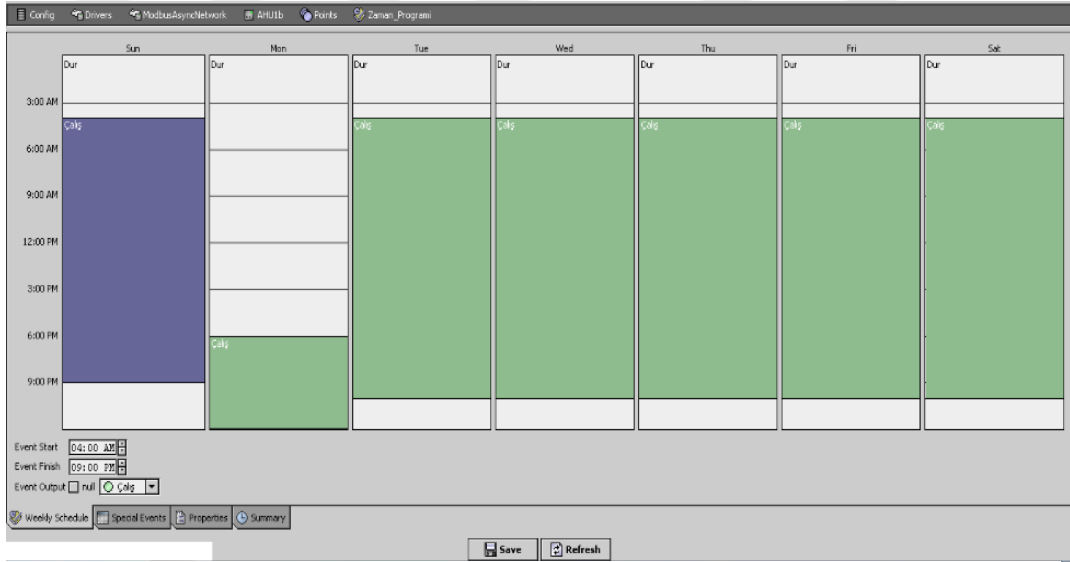 Config Drivers ModbusAsyncNetwork AHU1b Points Zaman_Programi
Sun Mon Tue Wed Thu Fri Sat
Dur Dur Dur Dur Dur Dur Dur
3:00 AM
Çalış Çalış Çalış Çalış Çalış Çalış
6:00 AM
9:00 AM
12:00 PM
3:00 PM
6:00 PM
Çalış
9:00 PM
Event Start 04:00 AM
Event Finish 09:00 PM
Event Output null Çalış
Weekly Schedule Special Events Properties Summary
Save Refresh